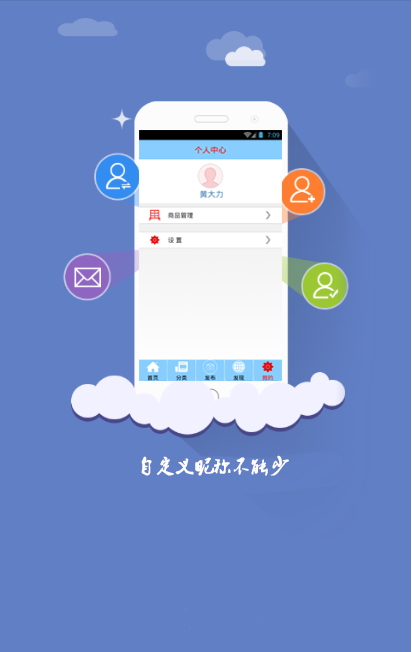 7:09
个人中心
黄大力
商品管理
设置
首页 分类 发布 发现 我的
自定义昵称不能少